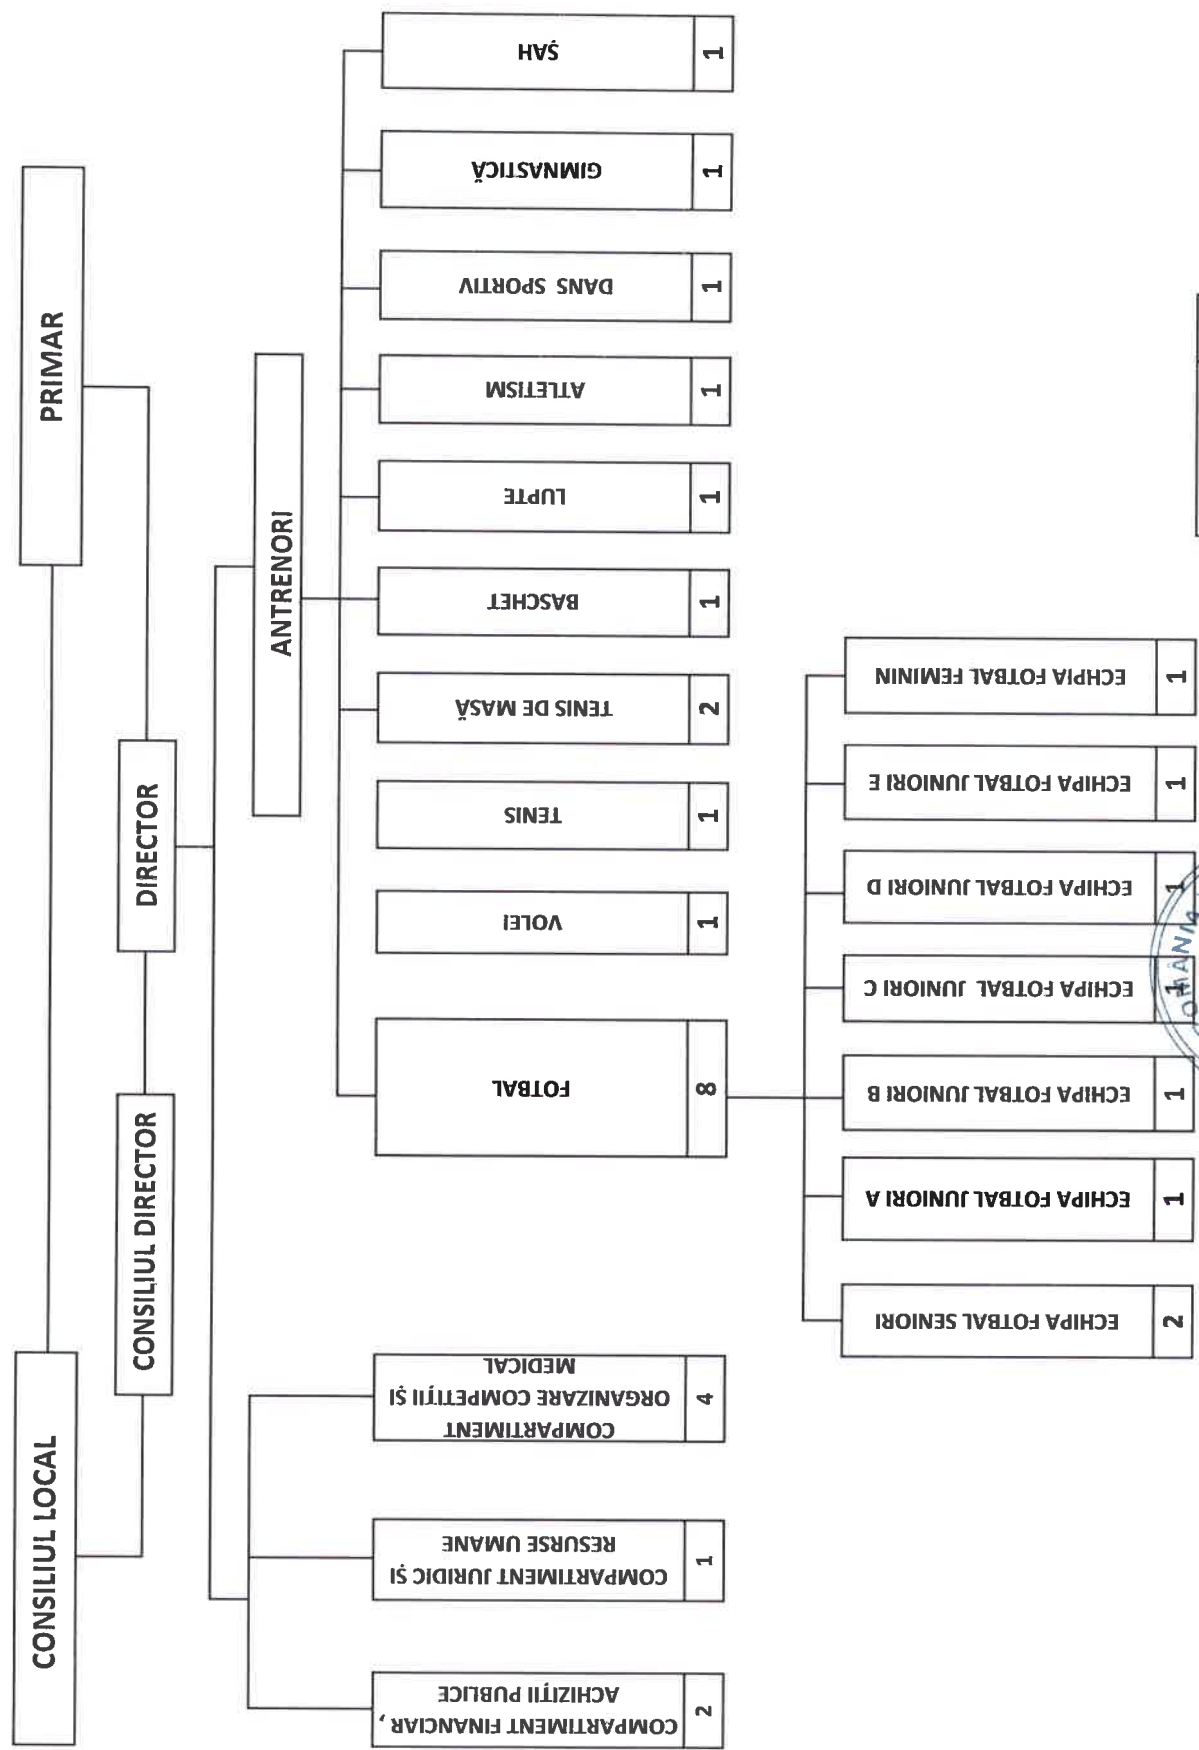 CONSILIUL LOCAL
PRIMAR
CONSILIUL DIRECTOR
DIRECTOR
ANTRENORI
COMPARTIMENT FINANCIAR ,
ACHIZIȚII PUBLICE
2
COMPARTIMENT JURIDIC ȘI
RESURSE UMANE
1
COMPARTIMENT
ORGANIZARE COMPETIȚII ȘI
MEDICAL
4
FOTBAL
8
VOLEI
1
TENIS
1
TENIS DE MASĂ
2
BASCHET
1
LUPTE
1
ATLETISM
1
DANS SPORTIV
1
GIMNASTICĂ
1
ȘAH
1
ECHIPA FOTBAL SENIORI
2
ECHIPA FOTBAL JUNIORI A
1
ECHIPA FOTBAL JUNIORI B
1
ECHIPA FOTBAL JUNIORI C
1
ECHIPA FOTBAL JUNIORI D
1
ECHIPA FOTBAL JUNIORI E
1
ECHPIA FOTBAL FEMININ
1